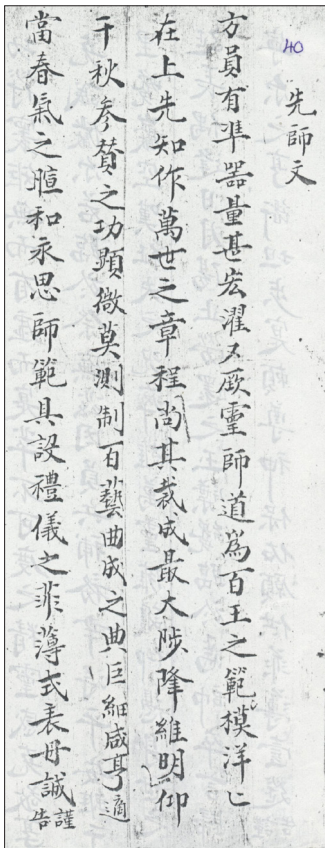 40
先師文
方員有準器量甚宏濯又厥𤫊師道為百王之範模洋〻
在上先知作萬世之章程尚其裁成最大陟降維明仰
千秋參贊之功顯微莫測制百藝曲成之典巨細咸亨適
當春氣之暄和永思師範具設禮儀之菲薄式表毋誠謹告